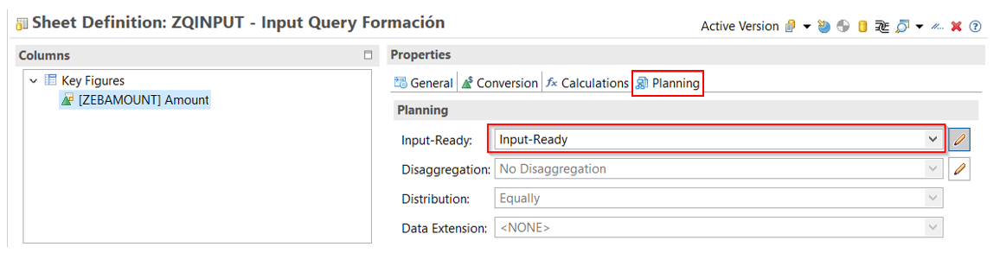 Sheet Definition: ZQINPUT - Input Query Formación
Active Version
Columns
Key Figures
[ZEBAMOUNT] Amount
Properties
General
Conversion
fx Calculations
Planning
Planning
Input-Ready: Input-Ready
Disaggregation: No Disaggregation
Distribution: Equally
Data Extension: <NONE>